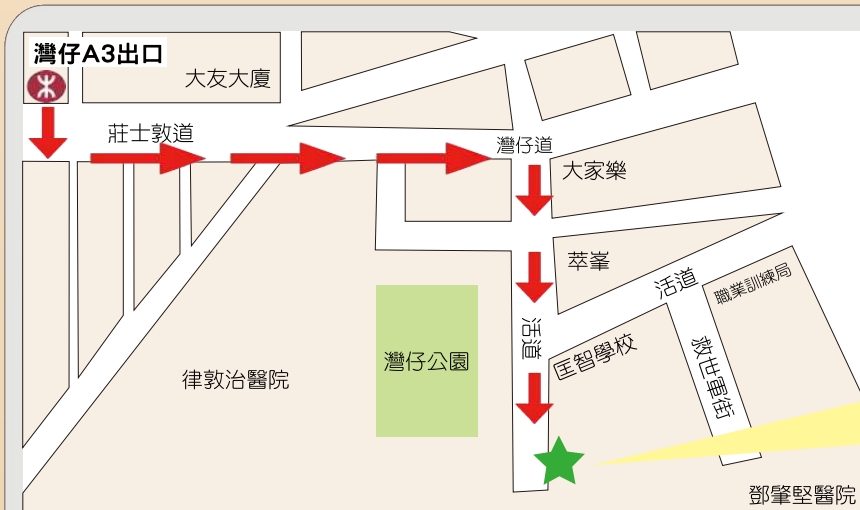 灣仔A3出口
大友大廈
莊士敦道
灣仔道
大家樂
萃峯
活道
職業訓練局
活道
匡智學校
救世軍街
灣仔公園
律敦治醫院
鄧肇堅醫院